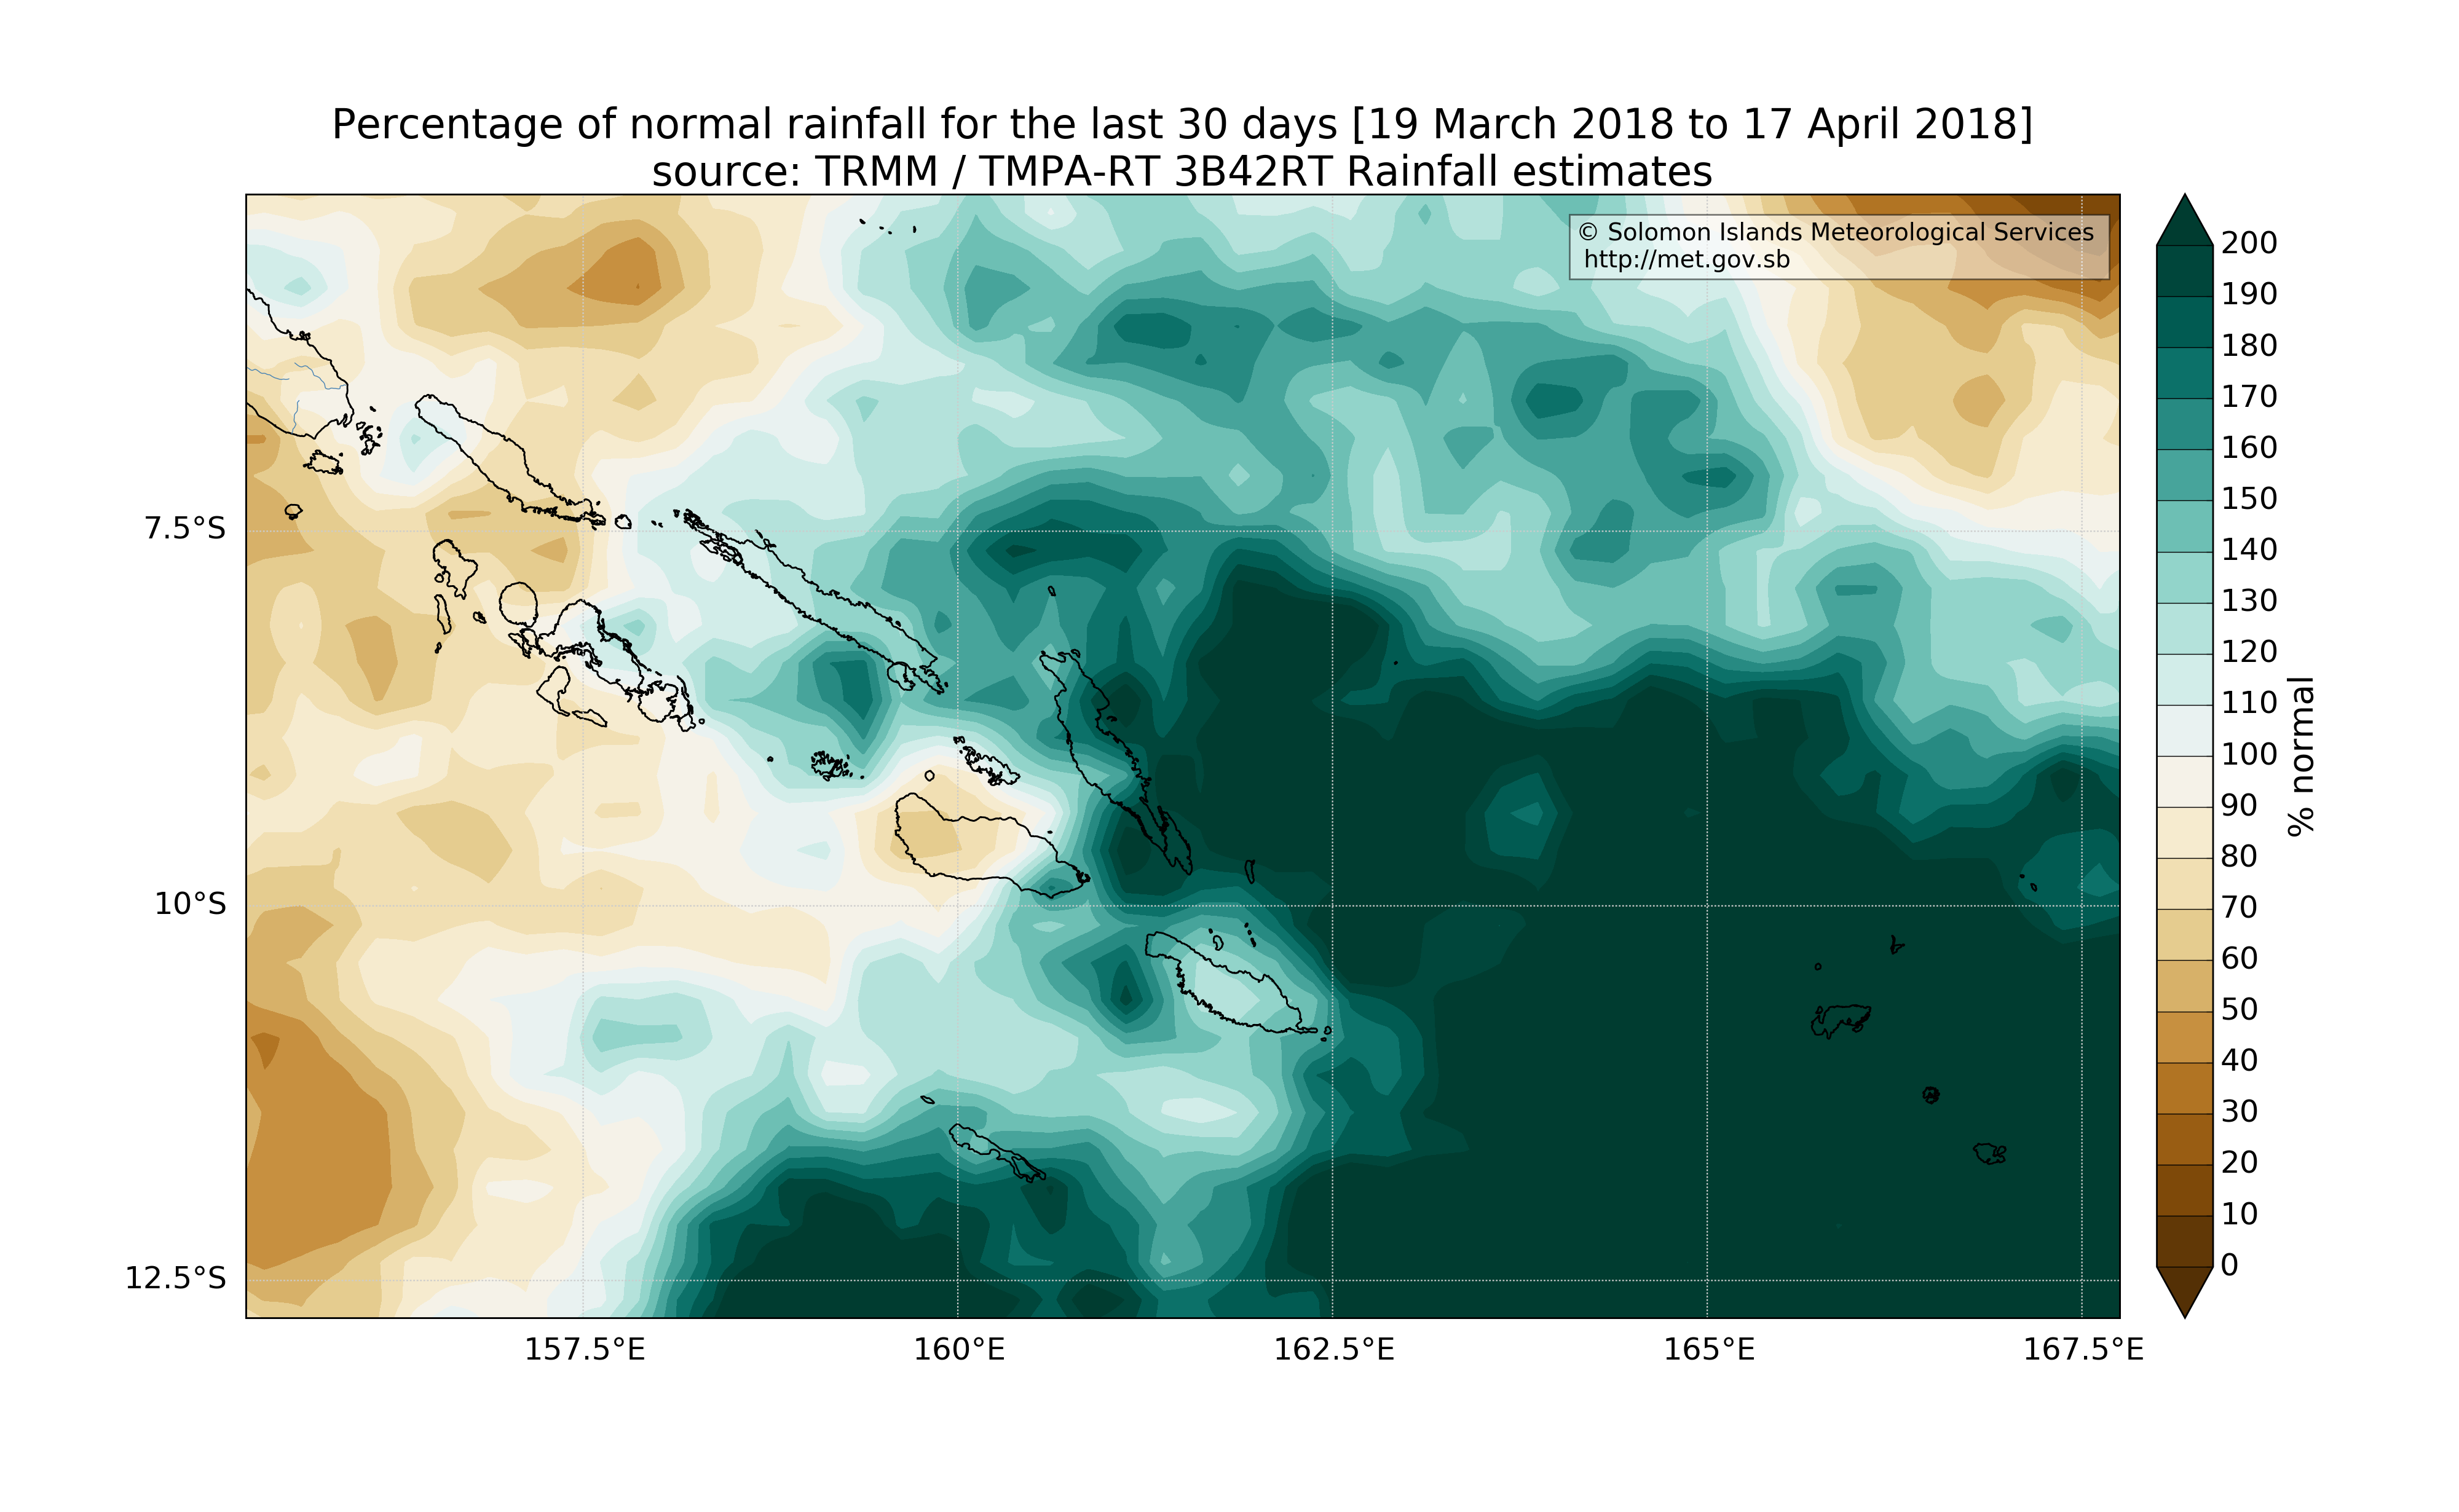 Percentage of normal rainfall for the last 30 days [19 March 2018 to 17 April 2018]
source: TRMM / TMPA-RT 3B42RT Rainfall estimates
© Solomon Islands Meteorological Services
http://met.gov.sb
7.5°S
10°S
12.5°S
157.5°E
160°E
162.5°E
165°E
167.5°E
200
190
180
170
160
150
140
130
120
110
100
90
80
70
60
50
40
30
20
10
0
% normal